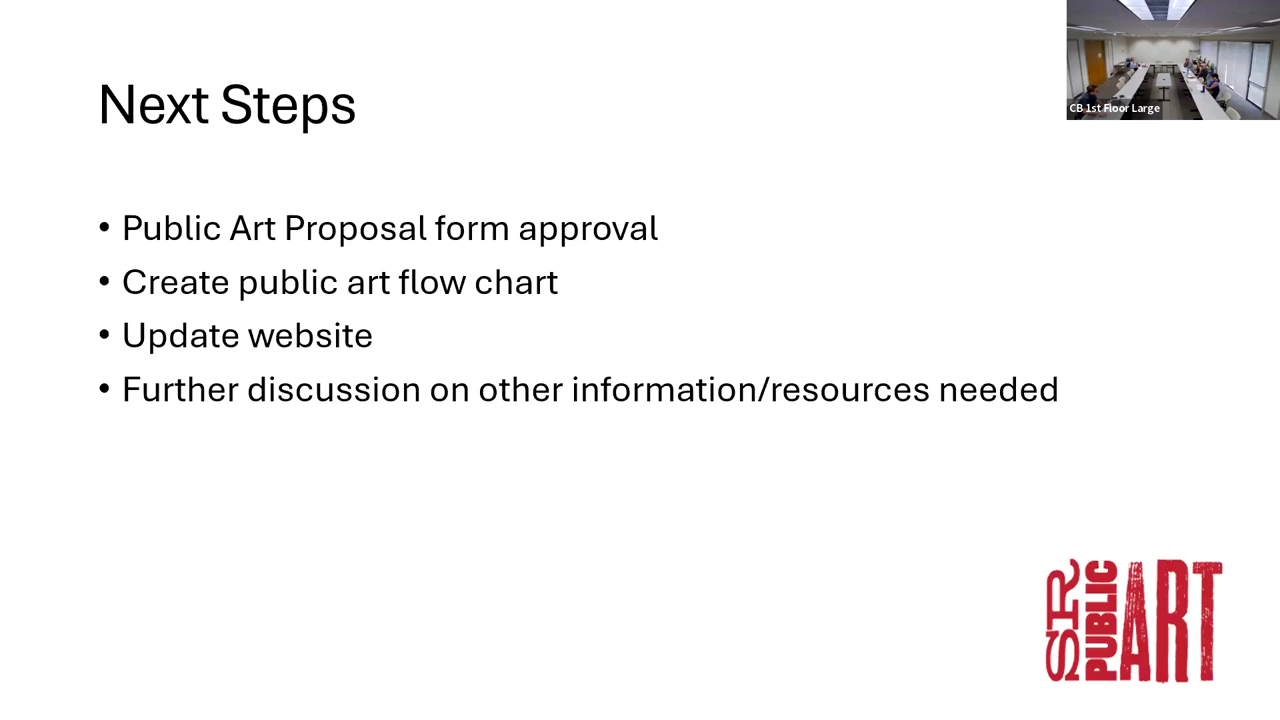 Next Steps
CB 1st Floor Large
• Public Art Proposal form approval
• Create public art flow chart
• Update website
• Further discussion on other information/resources needed
SR
PUBLIC
ART